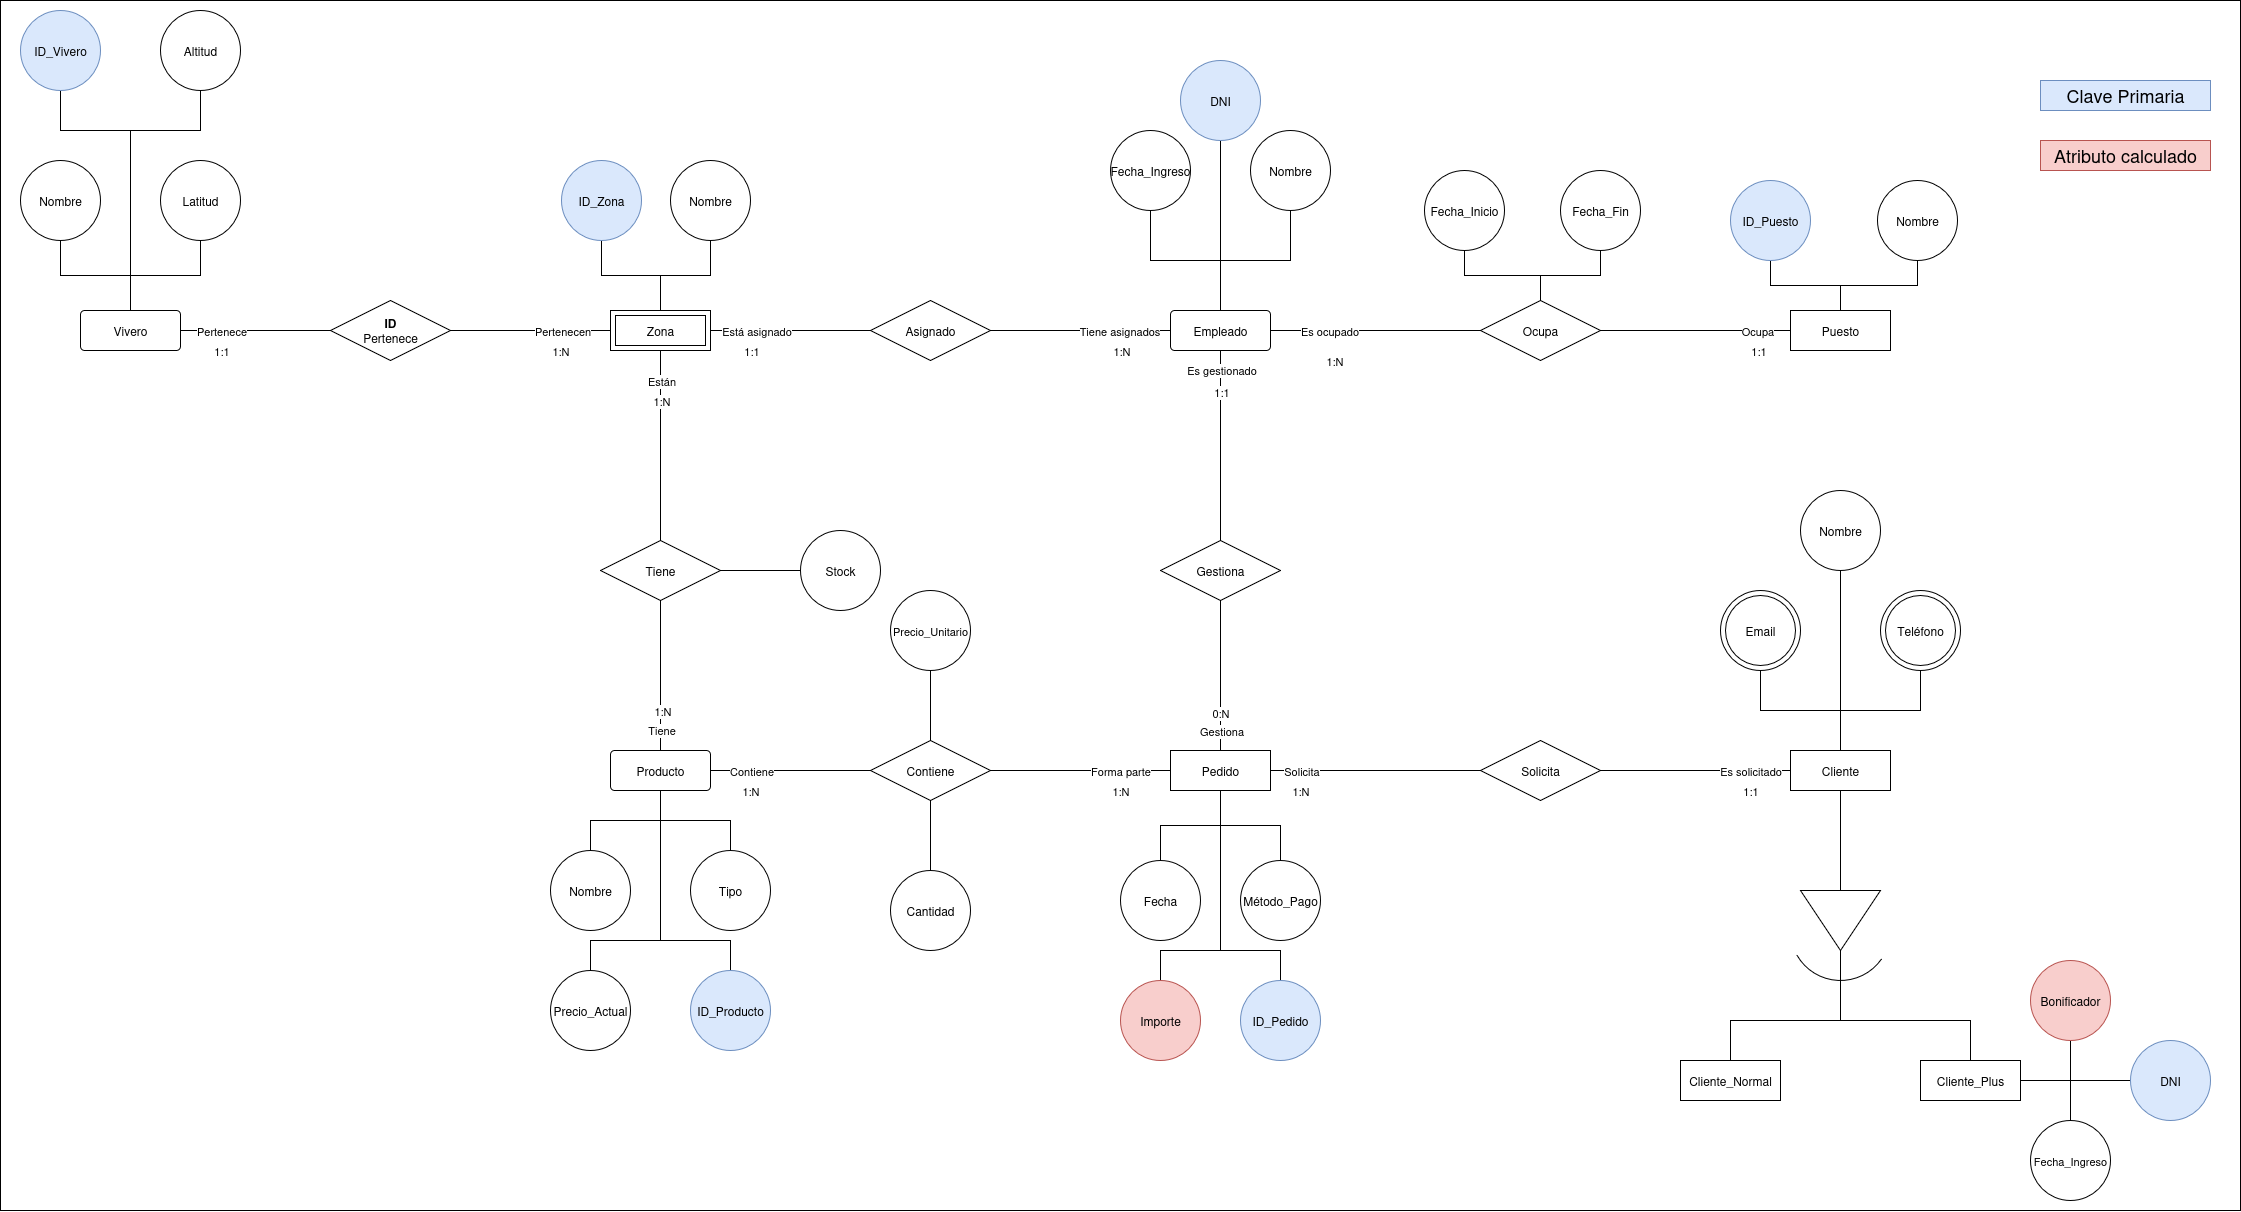 ID_Vivero
Altitud
Nombre
Latitud
ID_Zona
Nombre
DNI
Fecha_Ingreso
Nombre
Fecha_Inicio
Fecha_Fin
ID_Puesto
Nombre
Clave Primaria
Atributo calculado
Vivero
Pertenece
1:1
ID
Pertenece
Pertenecen
1:N
Zona
Está asignado
1:1
Asignado
Tiene asignados
1:N
Empleado
Es ocupado
1:N
Ocupa
Ocupa
1:1
Puesto
Están
1:N
Es gestionado
1:1
Tiene
Stock
Gestiona
Precio_Unitario
Nombre
Email
Teléfono
1:N
Tiene
0:N
Gestiona
Producto
Contiene
1:N
Contiene
Forma parte
1:N
Pedido
Solicita
1:N
Solicita
Es solicitado
1:1
Cliente
Nombre
Tipo
Cantidad
Fecha
Método_Pago
Precio_Actual
ID_Producto
Importe
ID_Pedido
Bonificador
Cliente_Normal
Cliente_Plus
DNI
Fecha_Ingreso